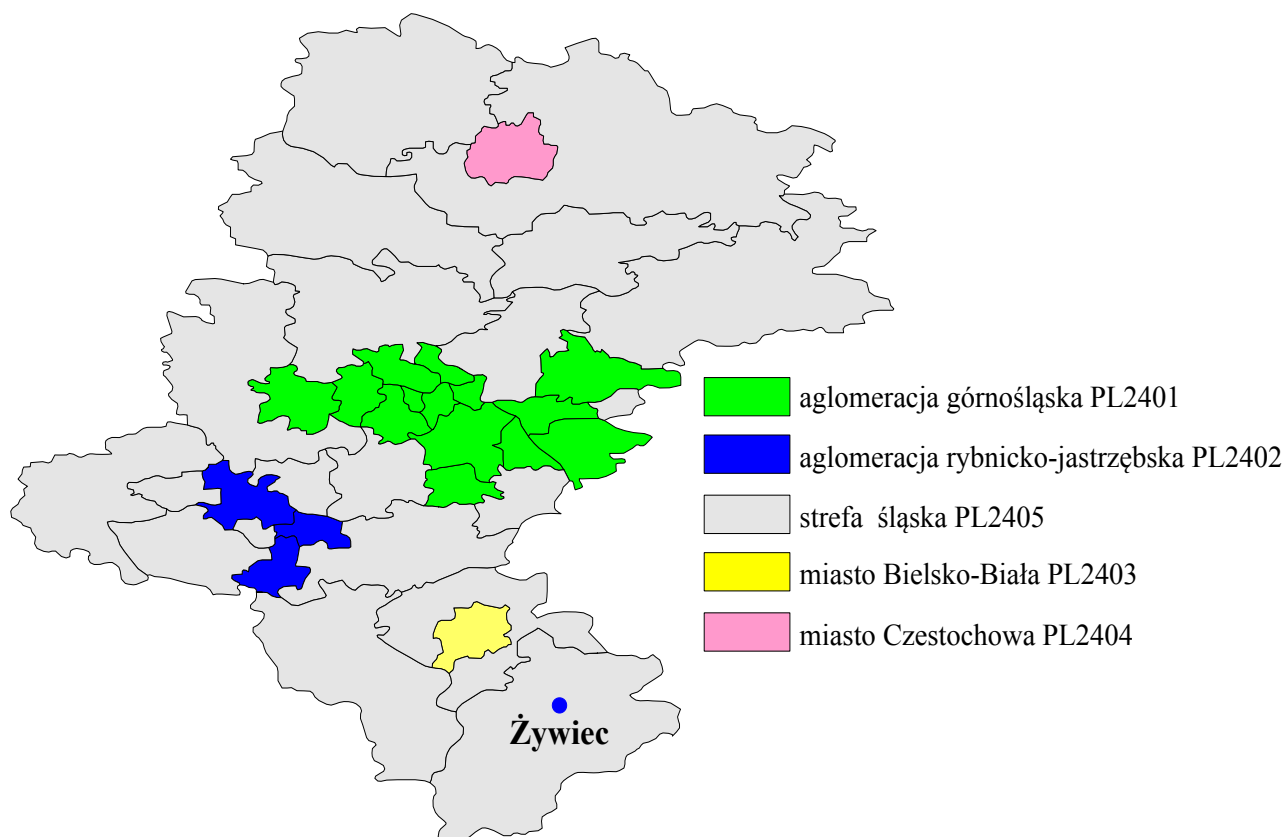 aglomeracja górnośląska PL2401
aglomeracja rybnicko-jastrzębska PL2402
strefa śląska PL2405
miasto Bielsko-Biała PL2403
miasto Czestochowa PL2404
Żywiec